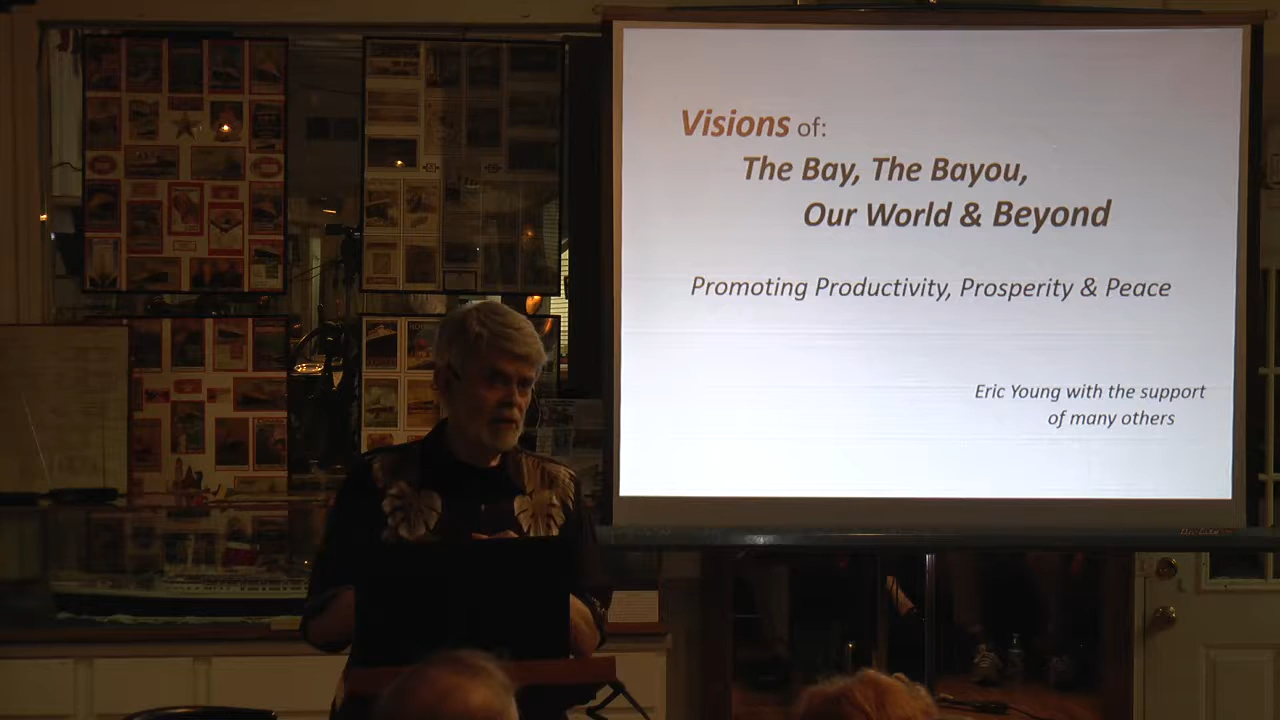 Visions of:
The Bay, The Bayou,
Our World & Beyond
Promoting Productivity, Prosperity & Peace
Eric Young with the support
of many others